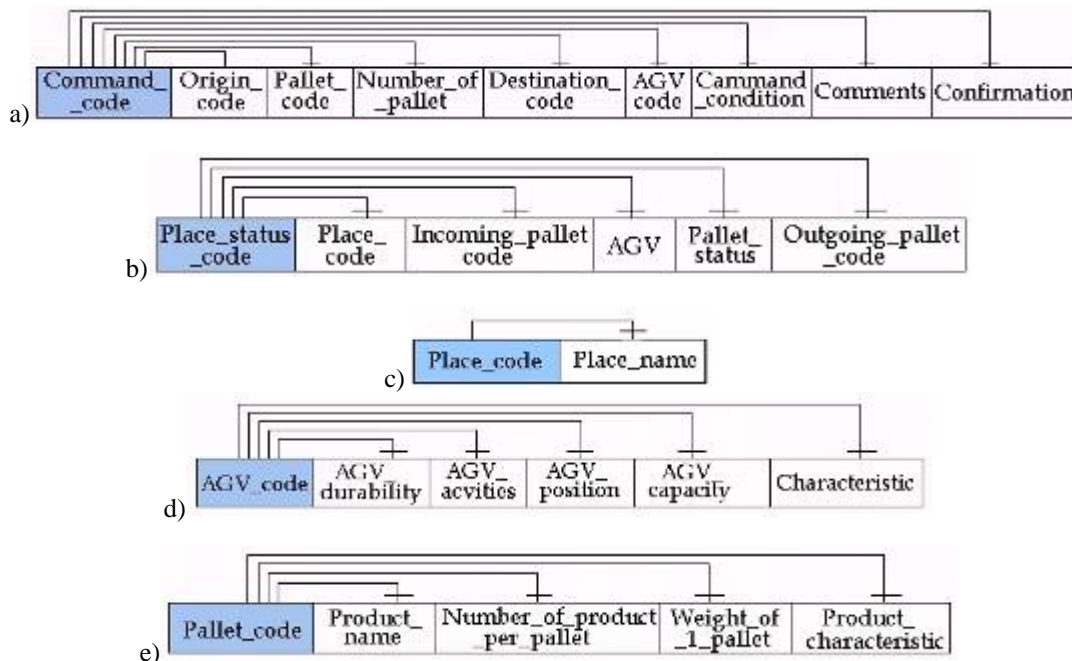 Command_ _code
Origin_ code
Pallet_ code
Number_of _pallet
Destination_ code
AGV code
Cammand _condition
Comments
Confirmation
a)
Place_status _code
Place_ code
Incoming_pallet code
AGV
Pallet_ status
Outgoing_pallet _code
b)
Place_code
Place_name
c)
AGV_code
AGV_ durability
AGV_ acvities
AGV_ position
AGV_ capacity
Characteristic
d)
Pallet_code
Product_ name
Number_of_product _per_pallet
Weight_of _1_pallet
Product_ characteristic
e)